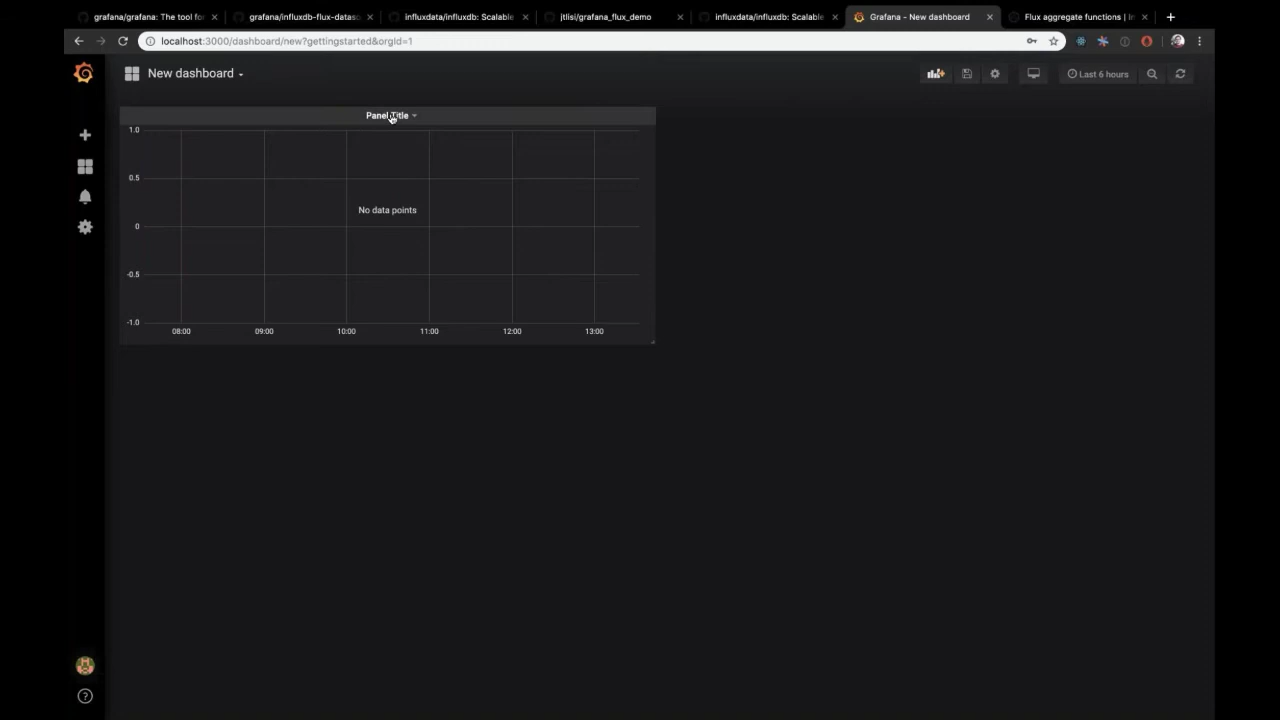 grafana/grafana: The tool fo
grafana/influxdb-flux-datasc
influxdata/influxdb: Scalable
jtlisi/grafana_flux_demo
influxdata/influxdb: Scalable
Grafana - New dashboard
Flux aggregate functions | In
localhost:3000/dashboard/new?gettingstarted&orgId=1
New dashboard
Last 6 hours
Panel Title
1.0
0.5
No data points
0
-0.5
-1.0
08:00 09:00 10:00 11:00 12:00 13:00